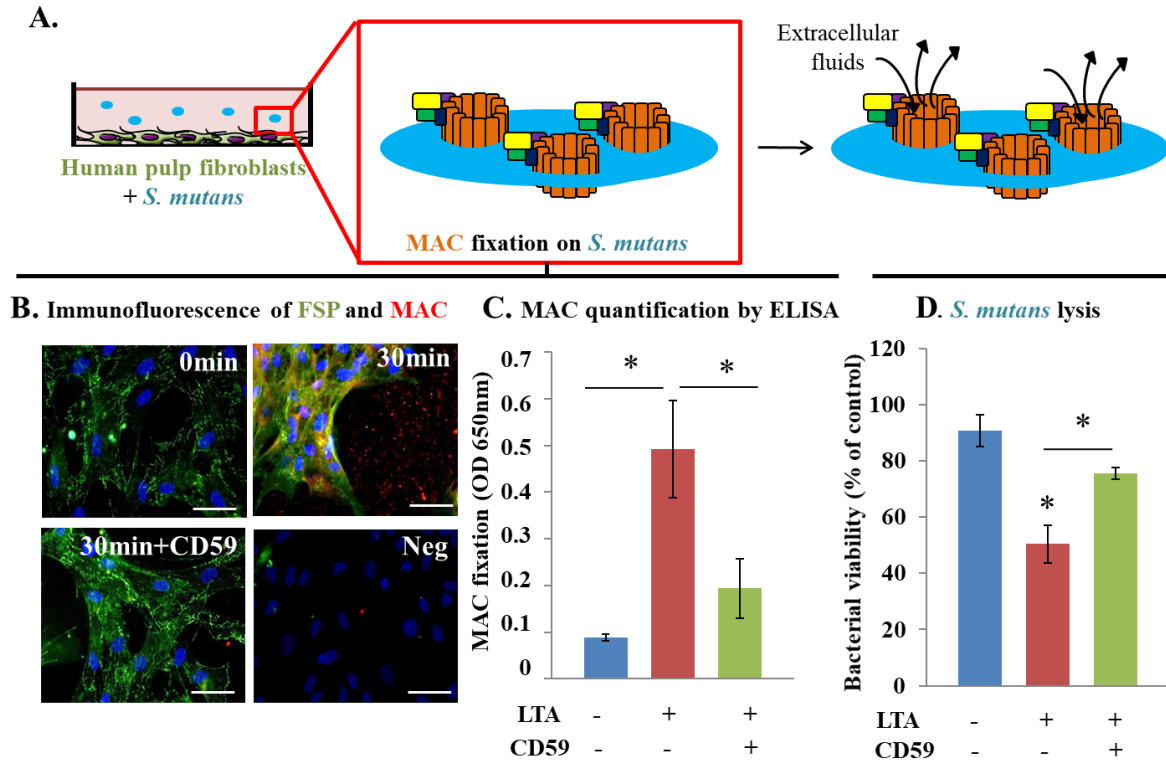 A.
Human pulp fibroblasts
+ S. mutans
MAC fixation on S. mutans
Extracellular
fluids
B. Immunofluorescence of FSP and MAC
0min
30min
30min+CD59
Neg
C. MAC quantification by ELISA
MAC fixation (OD 650nm)
0.7
0.6
0.5
0.4
0.3
0.2
0.1
0
*
*
LTA - + +
CD59 - - +
D. S. mutans lysis
Bacterial viability (% of control)
120
100
80
60
40
20
0
*
*
LTA - + +
CD59 - - +